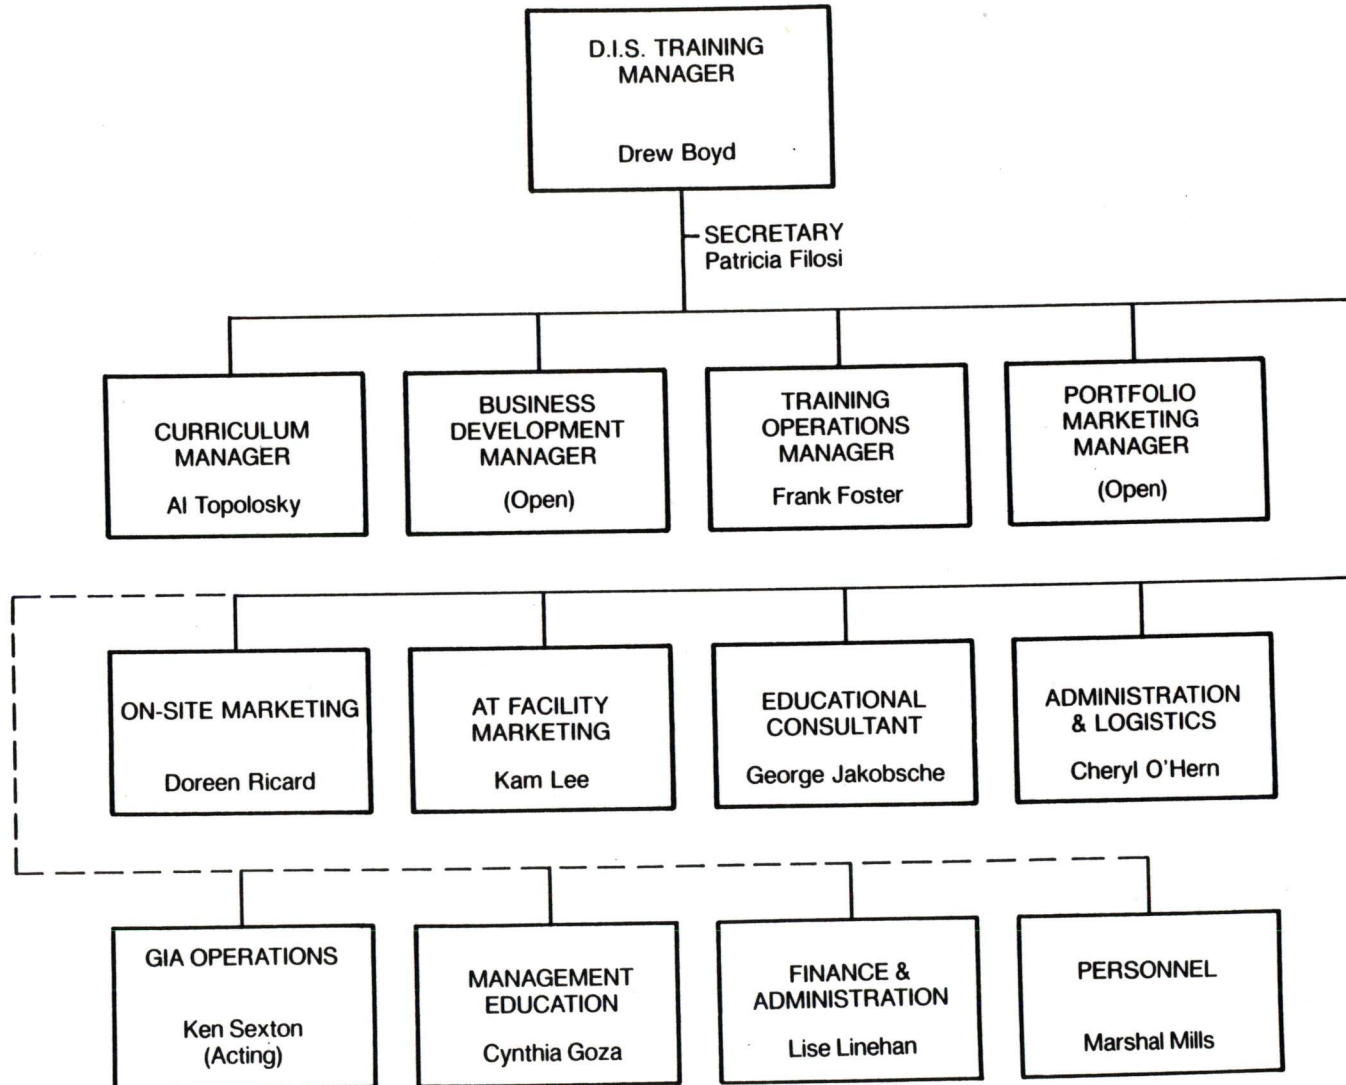 D.I.S. TRAINING
MANAGER
Drew Boyd
SECRETARY
Patricia Filosi
CURRICULUM
MANAGER
Al Topolosky
BUSINESS
DEVELOPMENT
MANAGER
(Open)
TRAINING
OPERATIONS
MANAGER
Frank Foster
PORTFOLIO
MARKETING
MANAGER
(Open)
ON-SITE MARKETING
Doreen Ricard
AT FACILITY
MARKETING
Kam Lee
EDUCATIONAL
CONSULTANT
George Jakobsche
ADMINISTRATION
& LOGISTICS
Cheryl O'Hern
GIA OPERATIONS
Ken Sexton
(Acting)
MANAGEMENT
EDUCATION
Cynthia Goza
FINANCE &
ADMINISTRATION
Lise Linehan
PERSONNEL
Marshal Mills